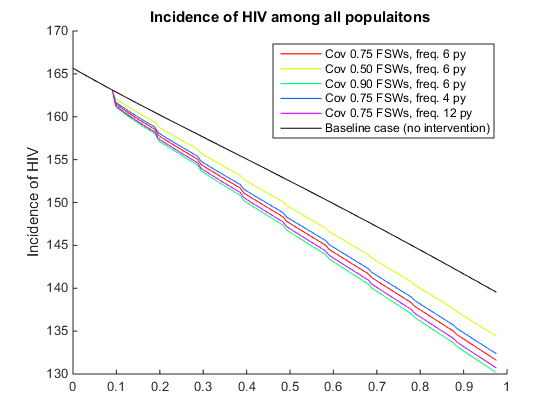 Incidence of HIV among all populaitons
Incidence of HIV
170
165
160
155
150
145
140
135
130
Cov 0.75 FSWs, freq. 6 py
Cov 0.50 FSWs, freq. 6 py
Cov 0.90 FSWs, freq. 6 py
Cov 0.75 FSWs, freq. 4 py
Cov 0.75 FSWs, freq. 12 py
Baseline case (no intervention)
0 0.1 0.2 0.3 0.4 0.5 0.6 0.7 0.8 0.9 1